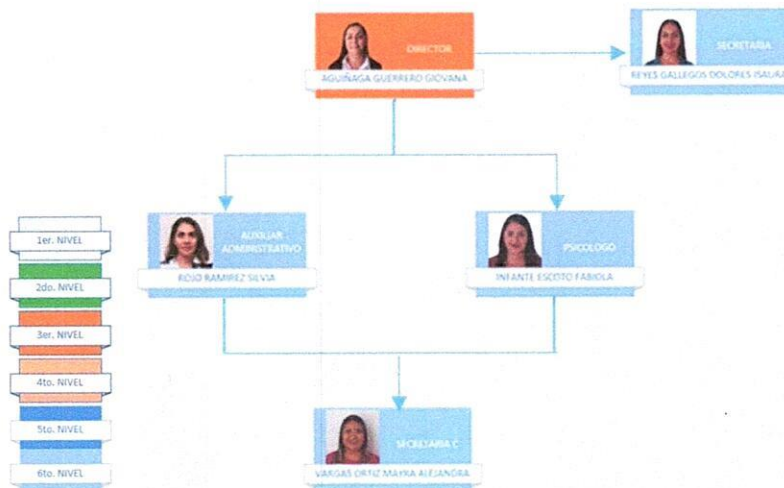 DIRECTOR
AGUIÑAGA GUERRERO GIOVANA
SECRETARIA
REYES GALLEGOS DOLORES ISAURA
AUXILIAR
ADMINISTRATIVO
ROJO RAMIREZ SILVIA
PSICOLOGO
INFANTE ESCOTO FABIOLA
1er. NIVEL
2do. NIVEL
3er. NIVEL
4to. NIVEL
5to. NIVEL
6to. NIVEL
SECRETARIA C
VARGAS ORTIZ MAYRA ALEJANDRA